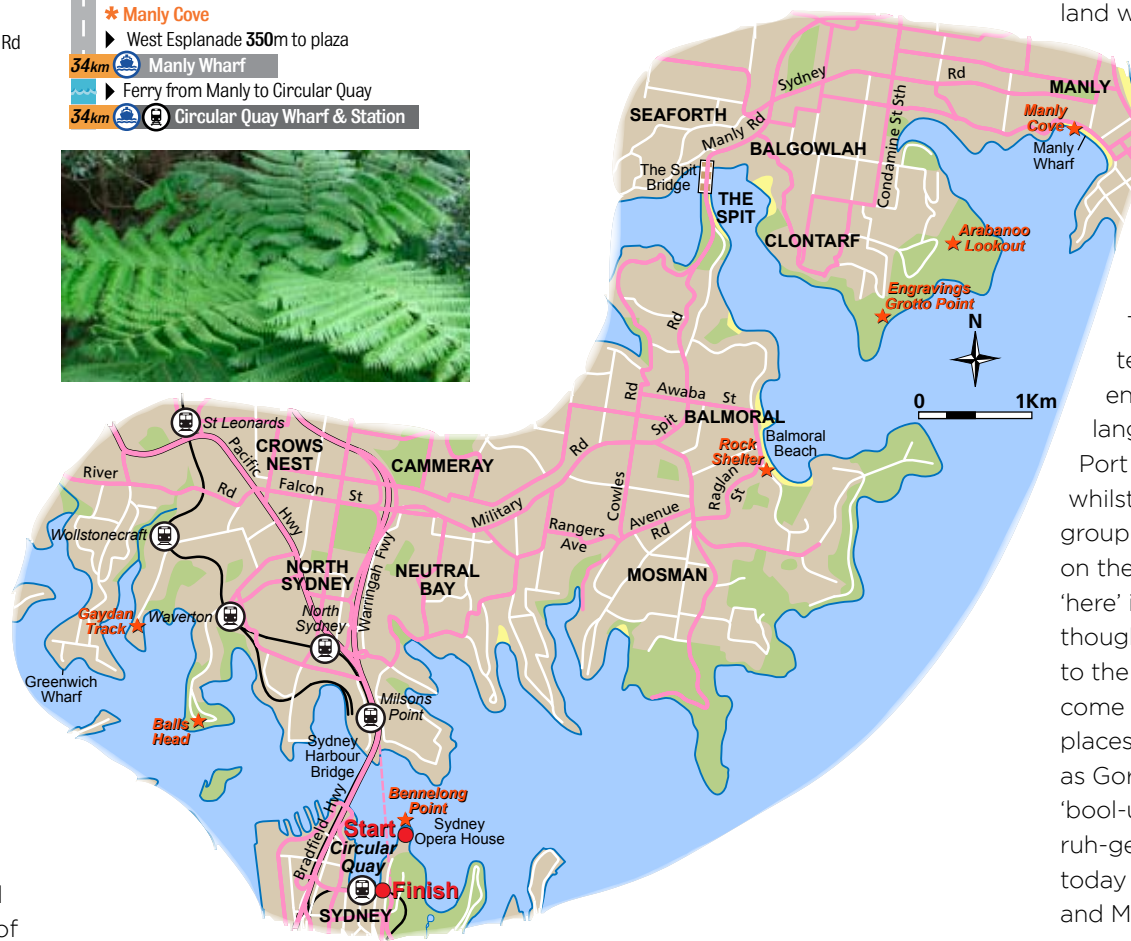 Rd
* Manly Cove
West Esplanade 350m to plaza
34km Manly Wharf
Ferry from Manly to Circular Quay
34km Circular Quay Wharf & Station
land w
Sydney
Rd
MANLY
SEAFORTH
Manly Rd
Manly
Cove
BALGOWLAH
Condamine St Sth
Manly
Wharf
The Spit
Bridge
THE
SPIT
CLONTARF
Arabanoo
Lookout
Engravings
Grotto Point
N
0 1Km
Rd
Rd
Awaba St
Spit
BALMORAL
Rock
Shelter
Balmoral
Beach
Raglan
St
St Leonards
CROWS
NEST
Pacific
Hwy
CAMMERAY
Rd
River
Rd
Falcon St
Military
Cowles
Rangers
Ave
Avenue
Rd
Wollstonecraft
NORTH
SYDNEY
Warringah Fwy
NEUTRAL
BAY
MOSMAN
Gaydan
Track
Waverton
North
Sydney
Greenwich
Wharf
Milsons
Point
Balls
Head
Sydney
Harbour
Bridge
Bennelong
Point
Bradfield Hwy
Start
Sydney
Opera House
Circular
Quay
Finish
SYDNEY
te
en
lang
Port
whilst
group
on the
'here' i
though
to the
come
places
as Gor
'bool-u
ruh-ge
today
and M
of